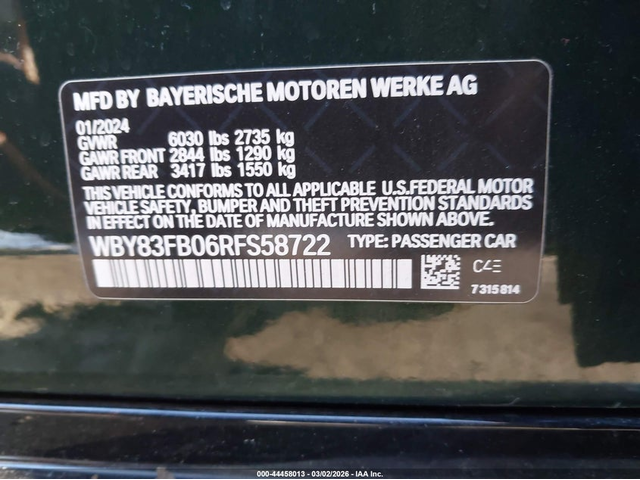 MFD BY BAYERISCHE MOTOREN WERKE AG
01/2024
GVWR 6030 lbs 2735 kg
GAWR FRONT 2844 lbs 1290 kg
GAWR REAR 3417 lbs 1550 kg
THIS VEHICLE CONFORMS TO ALL APPLICABLE U.S.FEDERAL MOTOR
VEHICLE SAFETY, BUMPER AND THEFT PREVENTION STANDARDS
IN EFFECT ON THE DATE OF MANUFACTURE SHOWN ABOVE.
WBY83FB06RFS58722 TYPE: PASSENGER CAR
C4E
7315814
000-44458013 - 03/02/2026 - IAA Inc.